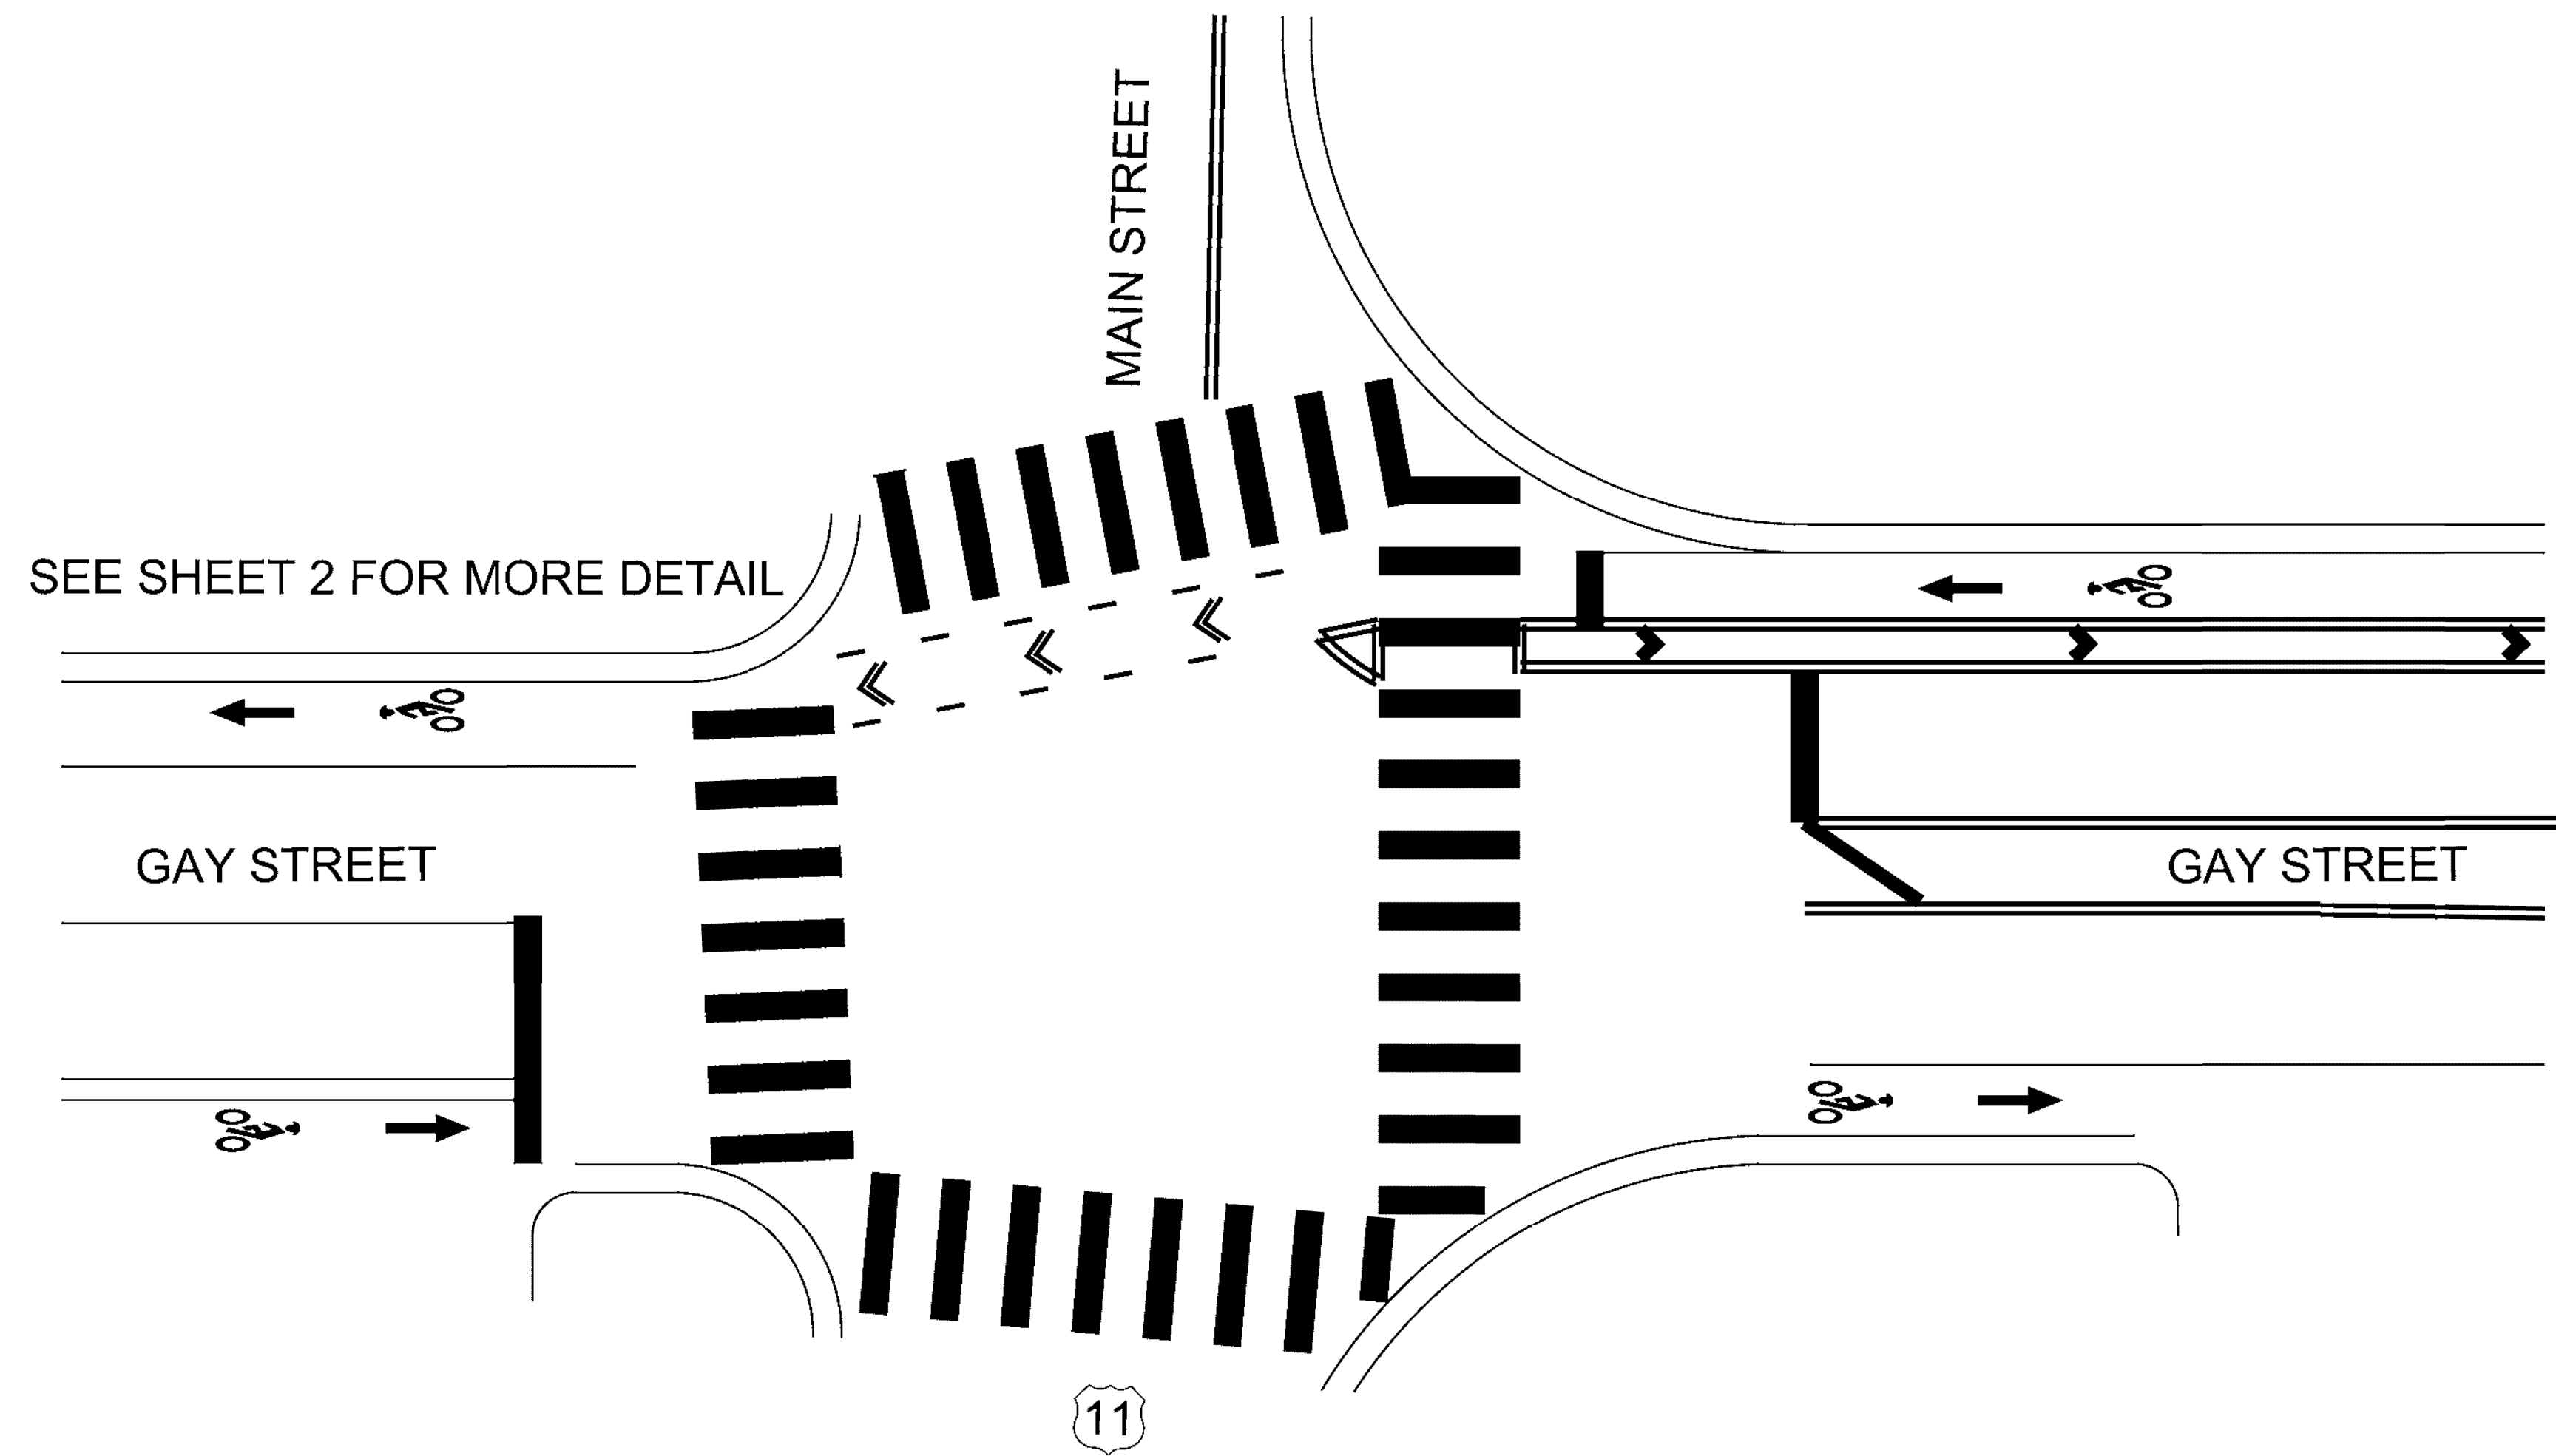 MAIN STREET
SEE SHEET 2 FOR MORE DETAIL
GAY STREET
GAY STREET
11